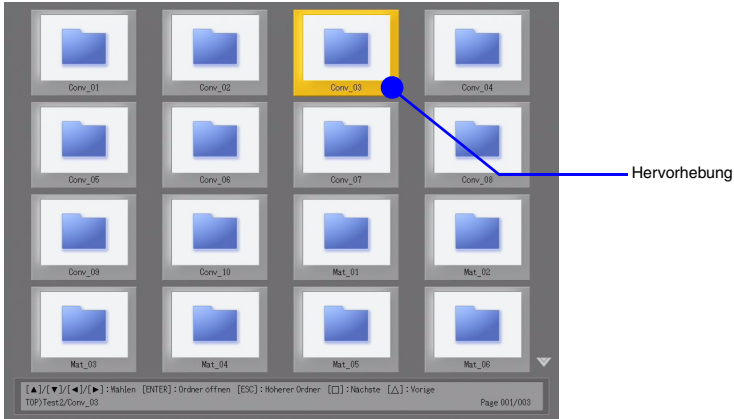 Conv_01 Conv_02 Conv_03 Conv_04
Conv_05 Conv_06 Conv_07 Conv_08
Hervorhebung
Conv_09 Conv_10 Mat_01 Mat_02
Mat_03 Mat_04 Mat_05 Mat_06
[▲]/[▼]/[◀]/[▶]:Wahlen [ENTER]:Ordner offnen [ESC]:Hoherer Ordner [□]:Nächste [△]:Vorige
TOP)Test2/Conv_03 Page 001/003